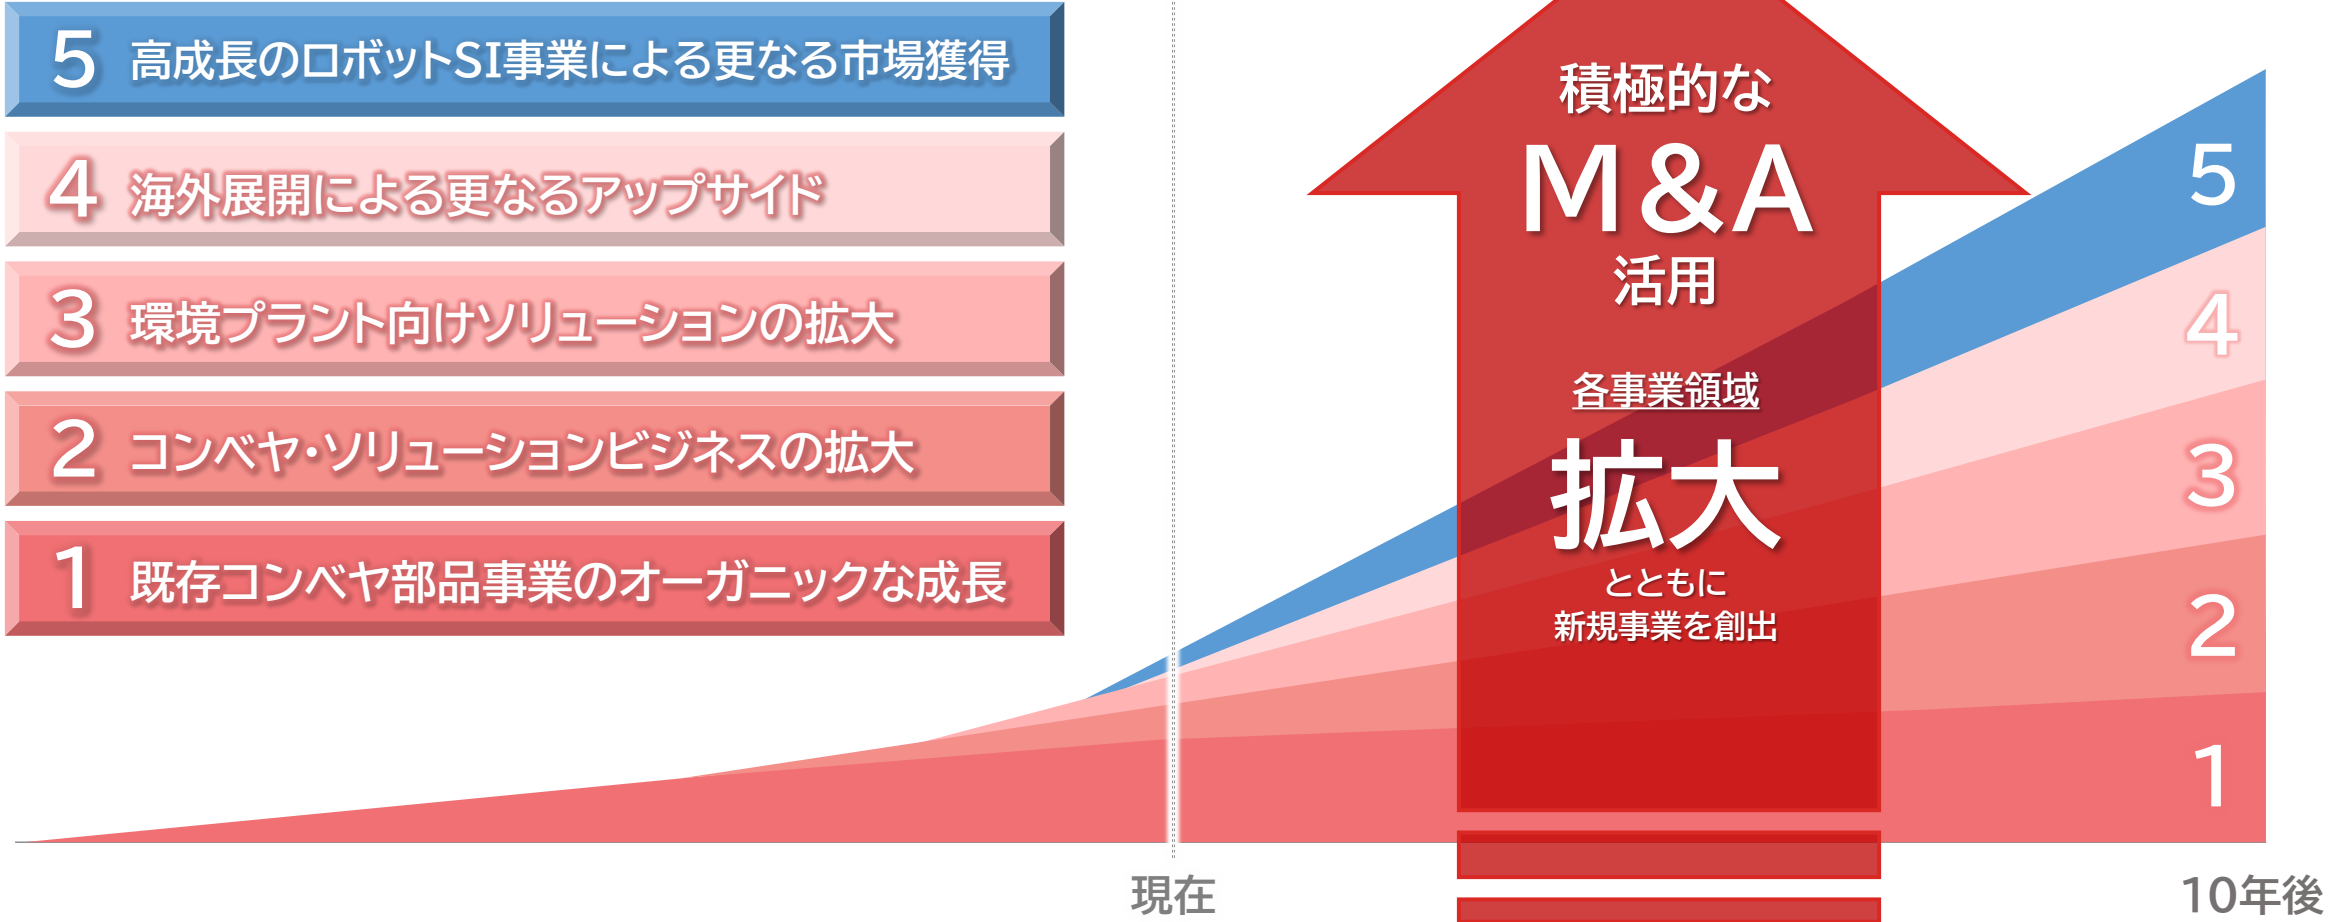 5 高成長のロボットSI事業による更なる市場獲得
4 海外展開による更なるアップサイド
3 環境プラント向けソリューションの拡大
2 コンベヤ・ソリューションビジネスの拡大
1 既存コンベヤ部品事業のオーガニックな成長
積極的な
M&A
活用
各事業領域
拡大
とともに
新規事業を創出
5
4
3
2
1
現在
10年後